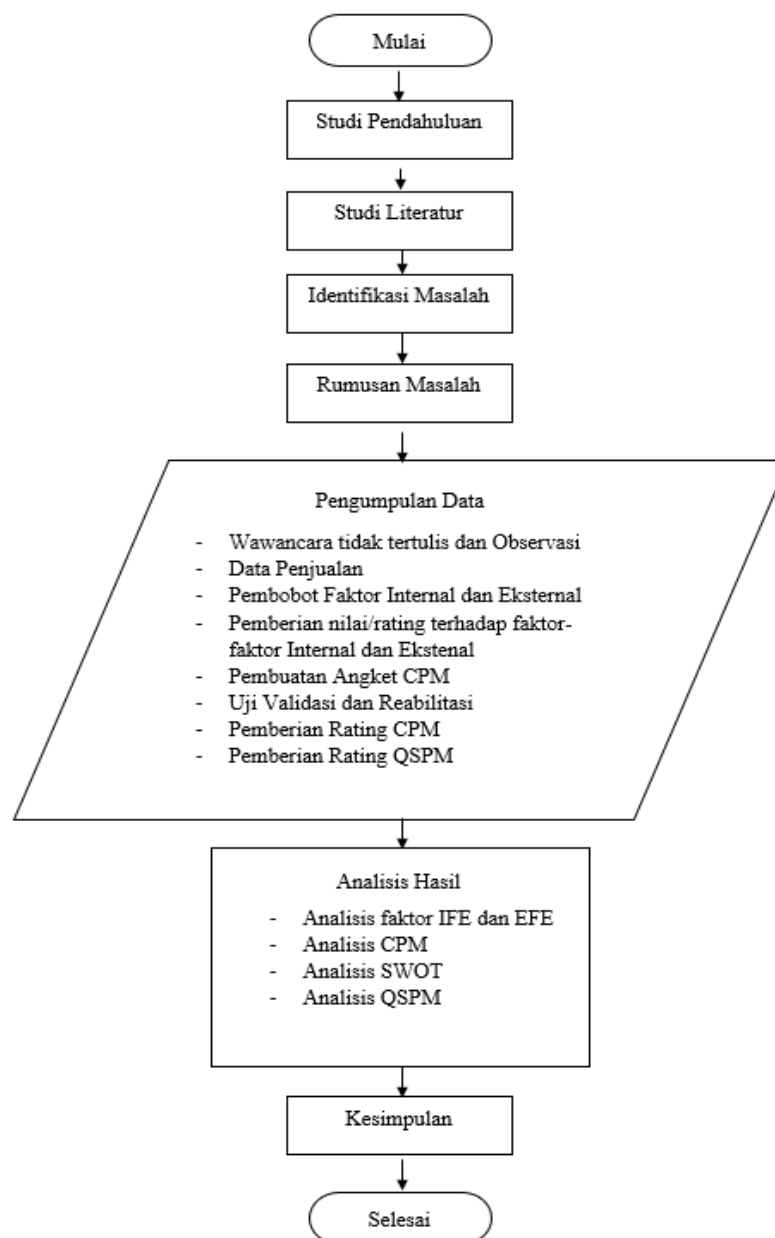 Mulai
Studi Pendahuluan
Studi Literatur
Identifikasi Masalah
Rumusan Masalah
Pengumpulan Data
- Wawancara tidak tertulis dan Observasi
- Data Penjualan
- Pembobot Faktor Internal dan Eksternal
- Pemberian nilai/rating terhadap faktor-
faktor Internal dan Ekstenal
- Pembuatan Angket CPM
- Uji Validasi dan Reabilitasi
- Pemberian Rating CPM
- Pemberian Rating QSPM
Analisis Hasil
- Analisis faktor IFE dan EFE
- Analisis CPM
- Analisis SWOT
- Analisis QSPM
Kesimpulan
Selesai